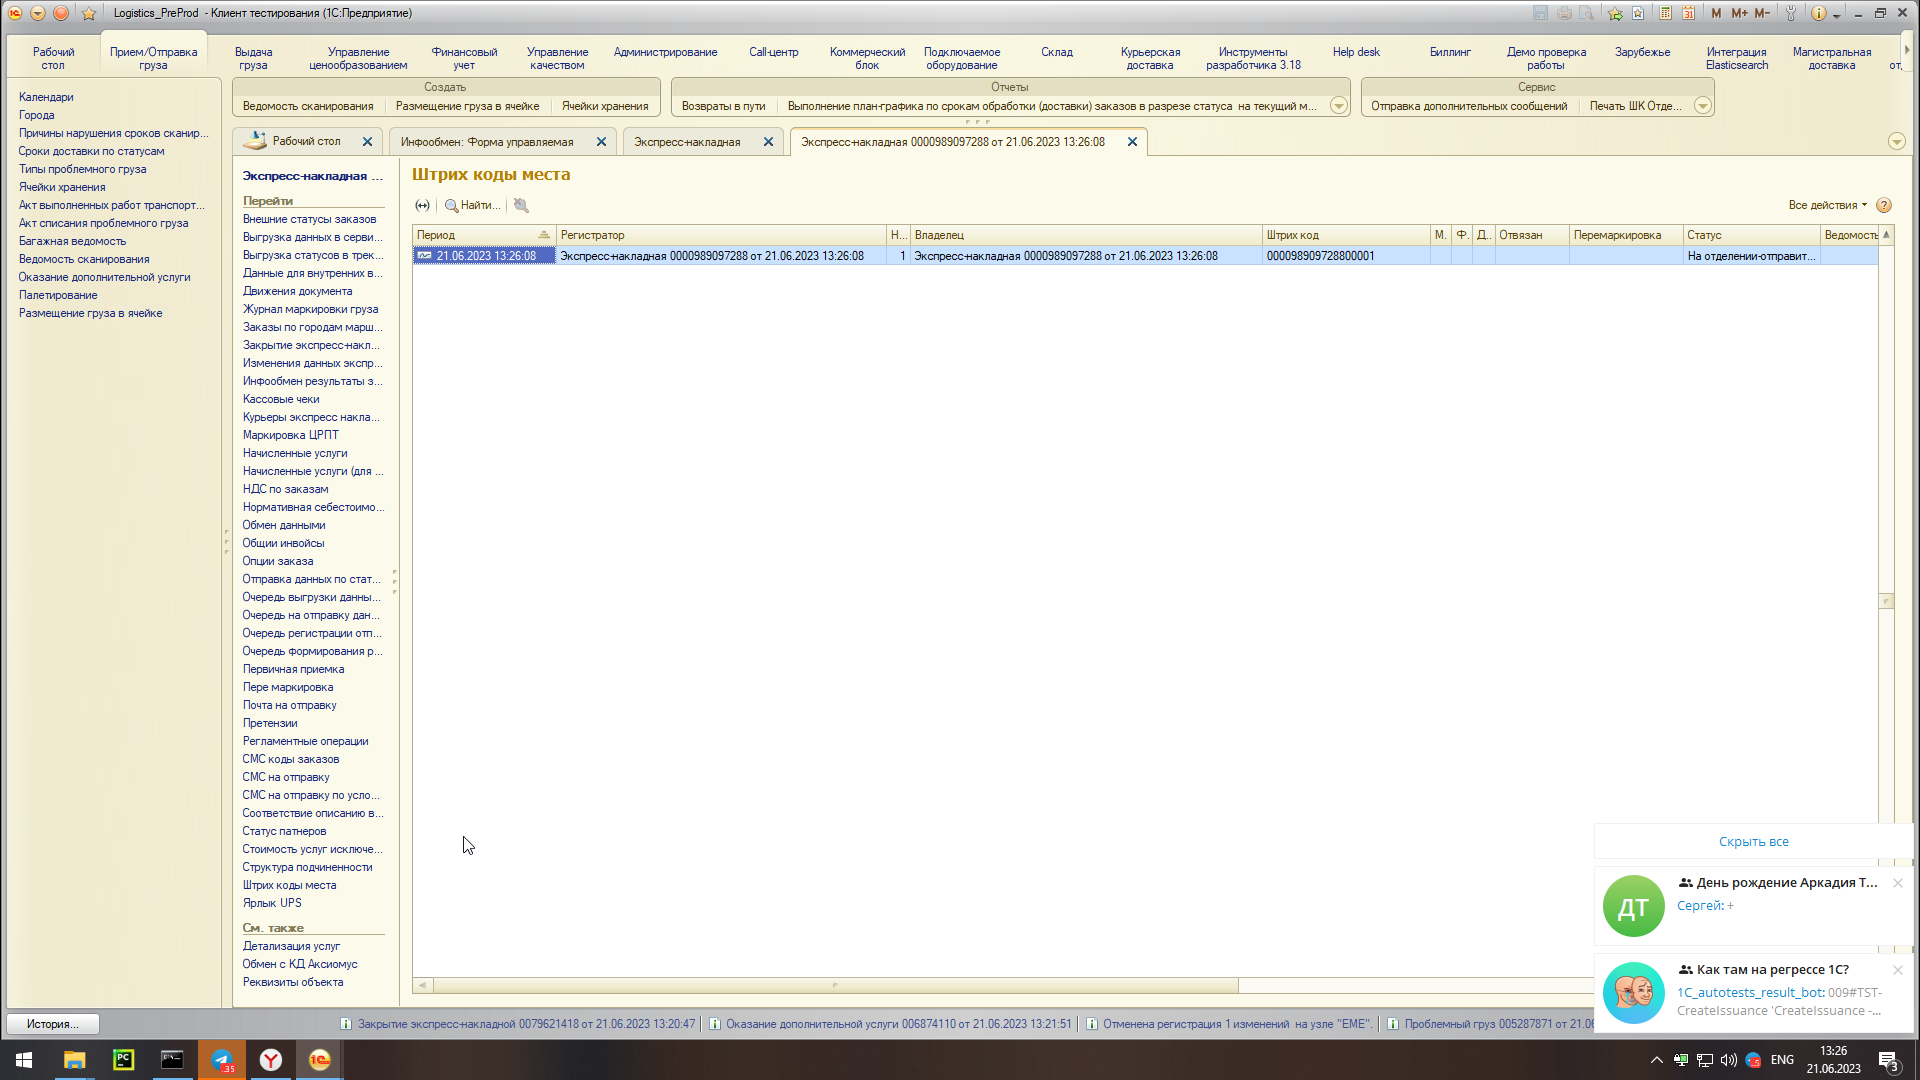 Logistics_PreProd - Клиент тестирования (1С:Предприятие)
M M+ M-
Рабочий стол
Прием/Отправка груза
Выдача груза
Управление ценообразованием
Финансовый учет
Управление качеством
Администрирование
Call-центр
Коммерческий блок
Подключаемое оборудование
Склад
Курьерская доставка
Инструменты разработчика 3.18
Help desk
Биллинг
Демо проверка работы
Зарубежье
Интеграция Elasticsearch
Магистральная доставка
Создать
Ведомость сканирования
Размещение груза в ячейке
Ячейки хранения
Отчеты
Возвраты в пути
Выполнение план-графика по срокам обработки (доставки) заказов в разрезе статуса на текущий м...
Сервис
Отправка дополнительных сообщений
Печать ШК Отде...
Календари
Города
Причины нарушения сроков сканир...
Сроки доставки по статусам
Типы проблемного груза
Ячейки хранения
Акт выполненных работ транспорт...
Акт списания проблемного груза
Багажная ведомость
Ведомость сканирования
Оказание дополнительной услуги
Палетирование
Размещение груза в ячейке
Рабочий стол
Инфообмен: Форма управляемая
Экспресс-накладная
Экспресс-накладная 0000989097288 от 21.06.2023 13:26:08
Экспресс-накладная ...
Перейти
Внешние статусы заказов
Выгрузка данных в серви...
Выгрузка статусов в трек...
Данные для внутренних в...
Движения документа
Журнал маркировки груза
Заказы по городам марш...
Закрытие экспресс-накл...
Изменения данных экспр...
Инфообмен результаты з...
Кассовые чеки
Курьеры экспресс накла...
Маркировка ЦРПТ
Начисленные услуги
Начисленные услуги (для ...
НДС по заказам
Нормативная себестоимо...
Обмен данными
Общии инвойсы
Опции заказа
Отправка данных по стат...
Очередь выгрузки данны...
Очередь на отправку дан...
Очередь регистрации отп...
Очередь формирования р...
Первичная приемка
Пере маркировка
Почта на отправку
Претензии
Регламентные операции
СМС коды заказов
СМС на отправку
СМС на отправку по усло...
Соответствие описанию в...
Статус патнеров
Стоимость услуг исключе...
Структура подчиненности
Штрих коды места
Ярлык UPS
См. также
Детализация услуг
Обмен с КД Аксиомус
Реквизиты объекта
Штрих коды места
Найти...
Все действия
Период Регистратор Н... Владелец Штрих код М. Ф. Д.. Отвязан Перемаркировка Статус Ведомость
21.06.2023 13:26:08 Экспресс-накладная 0000989097288 от 21.06.2023 13:26:08 1 Экспресс-накладная 0000989097288 от 21.06.2023 13:26:08 000098909728800001 На отделении-отправит...
Скрыть все
ДТ
День рождение Аркадия Т...
Сергей: +
Как там на регрессе 1С?
1C_autotests_result_bot: 009#TST-
CreateIssuance 'CreateIssuance -...
История...
Закрытие экспресс-накладной 0079621418 от 21.06.2023 13:20:47
Оказание дополнительной услуги 006874110 от 21.06.2023 13:21:51
Отменена регистрация 1 изменений на узле "EME".
Проблемный груз 005287871 от 21.06
ENG
13:26
21.06.2023
3